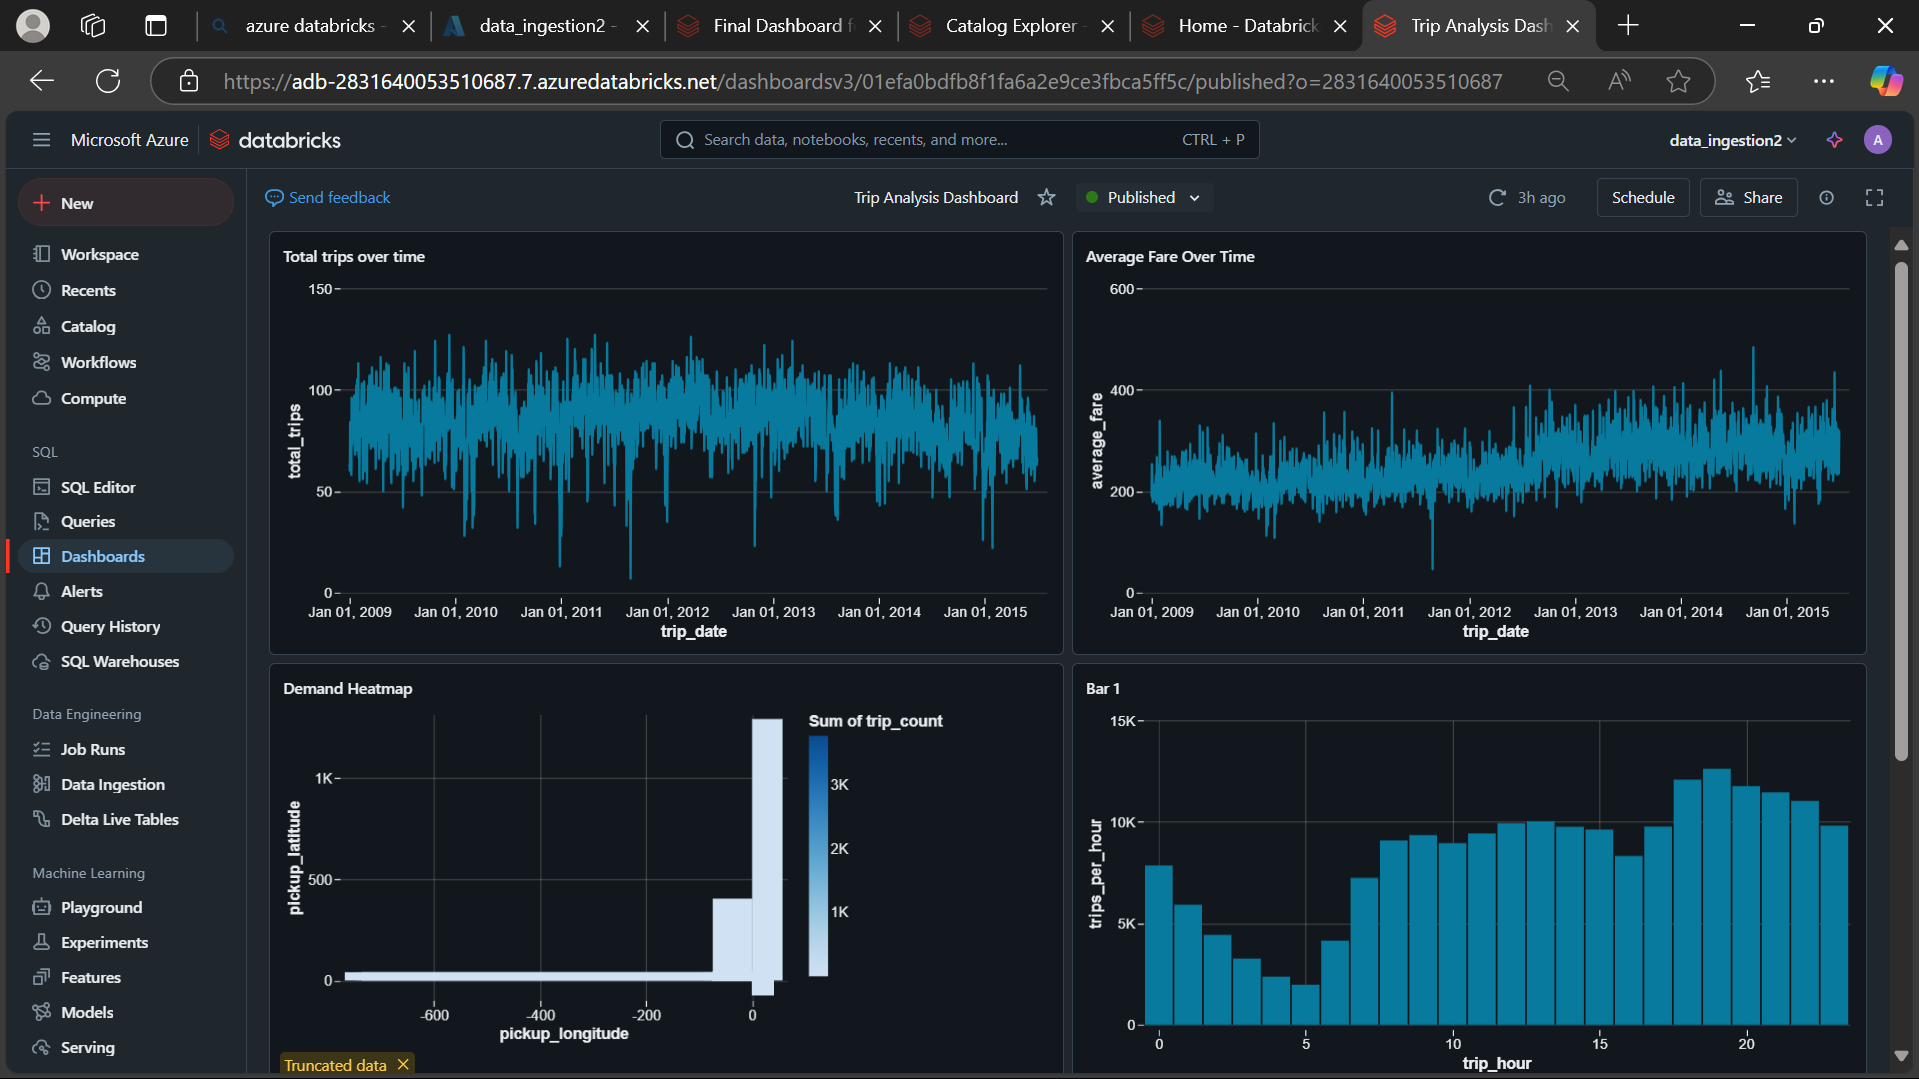 azure databricks -
data_ingestion2 -
Final Dashboard f
Catalog Explorer -
Home - Databrick
Trip Analysis Dash
https://adb-2831640053510687.7.azuredatabricks.net/dashboardsv3/01efa0bdfb8f1fa6a2e9ce3fbca5ff5c/published?o=2831640053510687
Microsoft Azure
databricks
Search data, notebooks, recents, and more...
CTRL + P
data_ingestion2
A
New
Workspace
Recents
Catalog
Workflows
Compute
SQL
SQL Editor
Queries
Dashboards
Alerts
Query History
SQL Warehouses
Data Engineering
Job Runs
Data Ingestion
Delta Live Tables
Machine Learning
Playground
Experiments
Features
Models
Serving
Send feedback
Trip Analysis Dashboard
Published
3h ago
Schedule
Share
Total trips over time
150
100
50
0
total_trips
Jan 01, 2009 Jan 01, 2010 Jan 01, 2011 Jan 01, 2012 Jan 01, 2013 Jan 01, 2014 Jan 01, 2015
trip_date
Average Fare Over Time
600
400
200
0
average_fare
Jan 01, 2009 Jan 01, 2010 Jan 01, 2011 Jan 01, 2012 Jan 01, 2013 Jan 01, 2014 Jan 01, 2015
trip_date
Demand Heatmap
1K
500
0
pickup_latitude
-600 -400 -200 0
pickup_longitude
Sum of trip_count
3K
2K
1K
Truncated data
Bar 1
15K
10K
5K
0
trips_per_hour
0 5 10 15 20
trip_hour